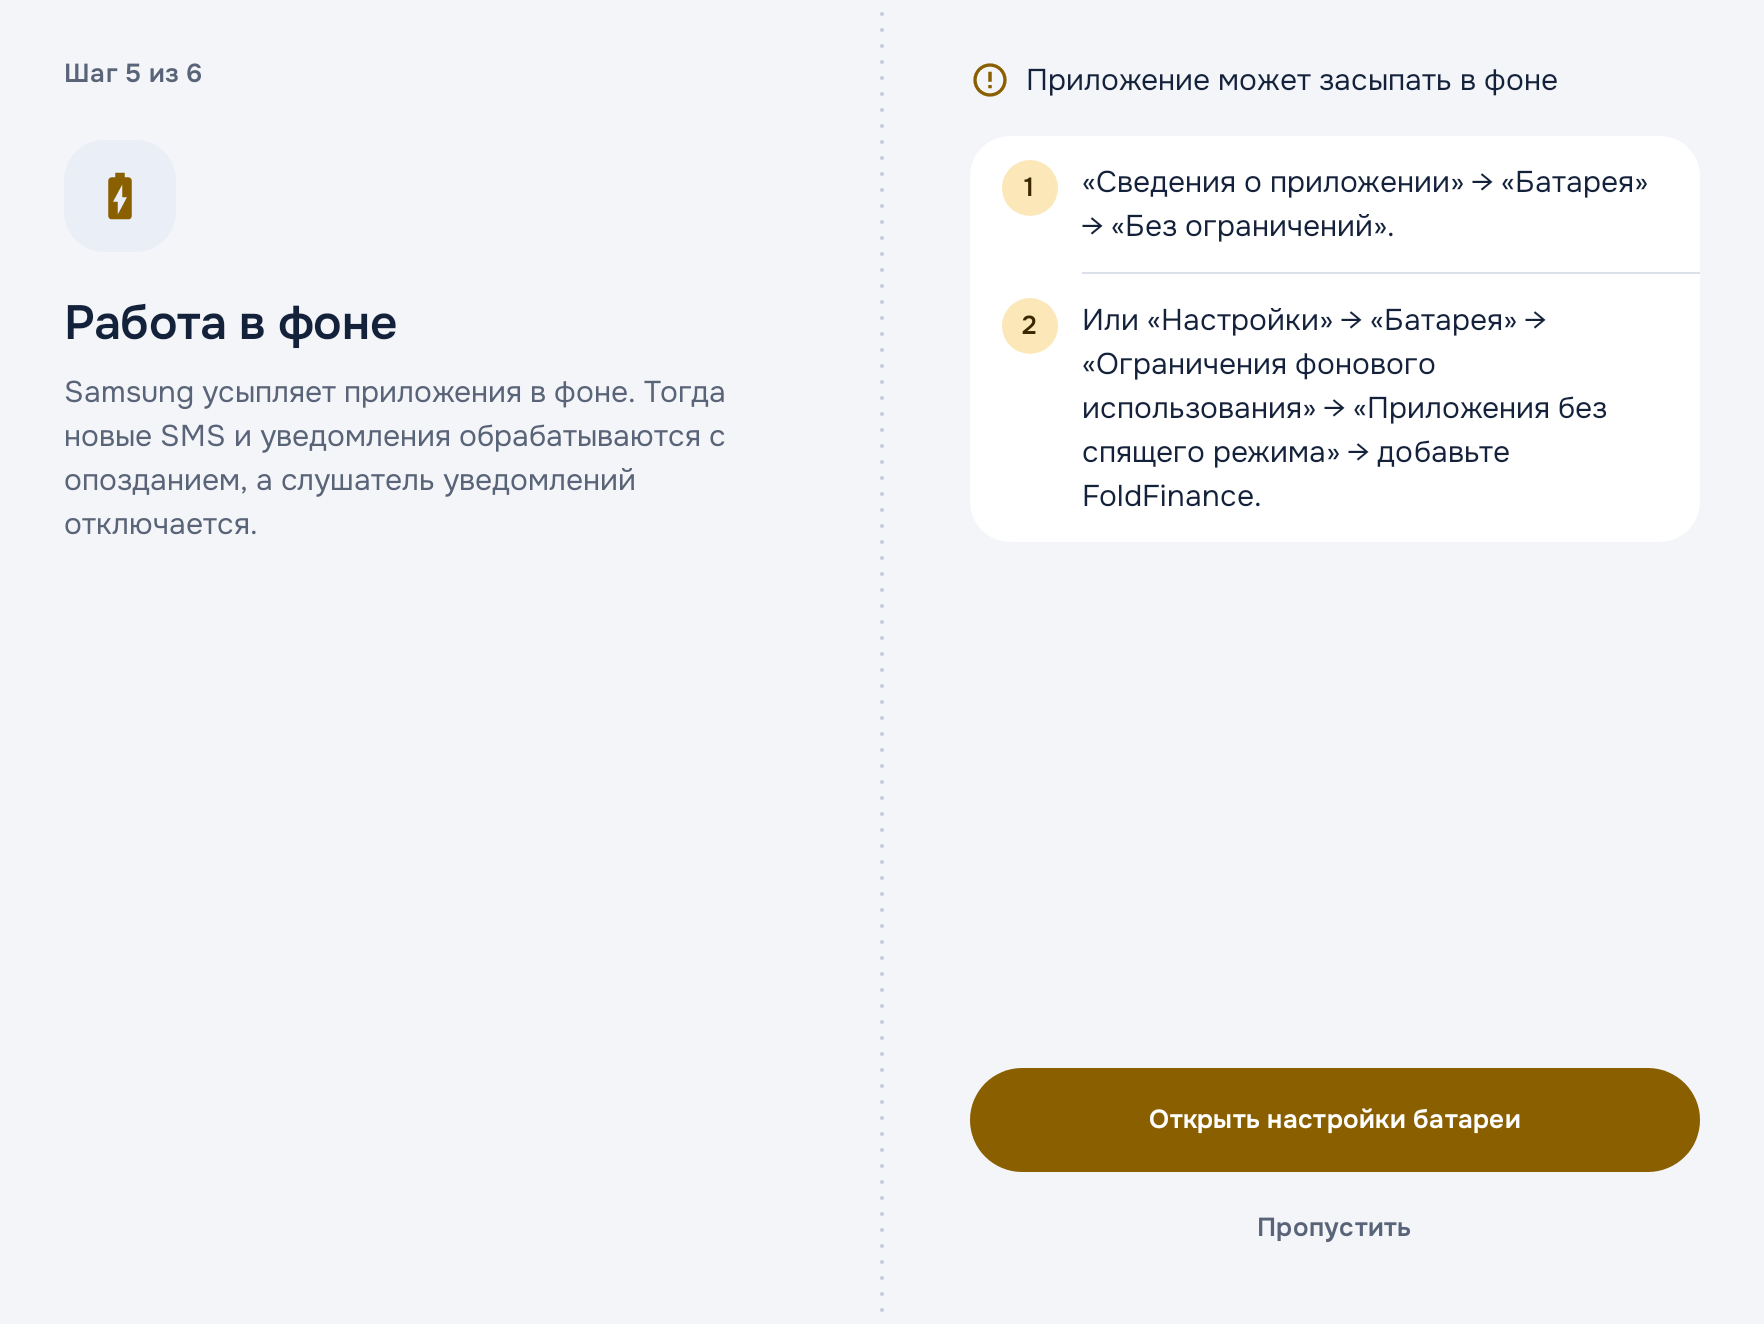 Шаг 5 из 6
Работа в фоне
Samsung усыпляет приложения в фоне. Тогда
новые SMS и уведомления обрабатываются с
опозданием, а слушатель уведомлений
отключается.
Приложение может засыпать в фоне
1
«Сведения о приложении» → «Батарея»
→ «Без ограничений».
2
Или «Настройки» → «Батарея» →
«Ограничения фонового
использования» → «Приложения без
спящего режима» → добавьте
FoldFinance.
Открыть настройки батареи
Пропустить